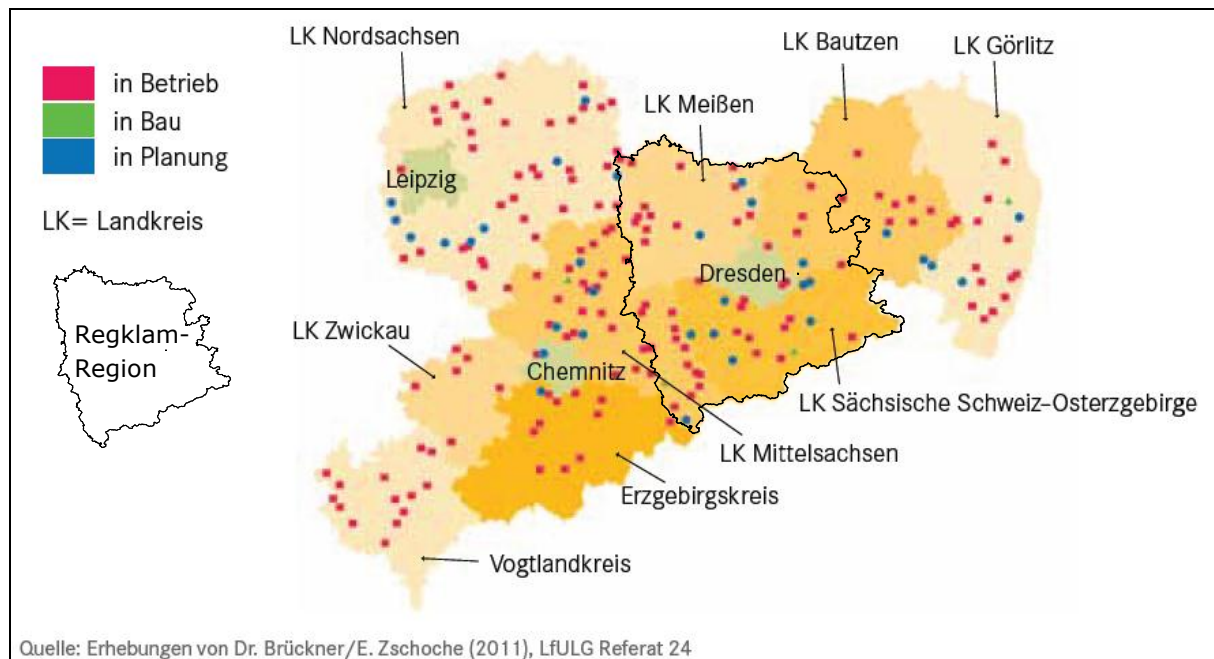 LK Nordsachsen
LK Bautzen
LK Görlitz
LK Meißen
in Betrieb
in Bau
in Planung
LK= Landkreis
Leipzig
Dresden
Regklam-
Region
LK Zwickau
Chemnitz
LK Sächsische Schweiz-Osterzgebirge
LK Mittelsachsen
Erzgebirgskreis
Vogtlandkreis
Quelle: Erhebungen von Dr. Brückner/E. Zschoche (2011), LfULG Referat 24